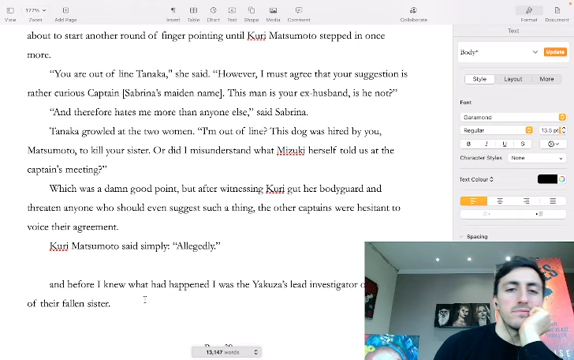 177%
View
Zoom
Add Page
Insert
Table
Chart
Text
Shape
Media
Comment
Collaborate
Format
Document
about to start another round of finger pointing until Kuri Matsumoto stepped in once
more.
“You are out of line Tanaka,” she said. “However, I must agree that your suggestion is
rather curious Captain [Sabrina’s maiden name]. This man is your ex-husband, is he not?”
“And therefore hates me more than anyone else,” said Sabrina.
Tanaka growled at the two women. “I’m out of line? This dog was hired by you,
Matsumoto, to kill your sister. Or did I misunderstand what Mizuki herself told us at the
captain’s meeting?”
Which was a damn good point, but after witnessing Kuri gut her bodyguard and
threaten anyone who should even suggest such a thing, the other captains were hesitant to
voice their agreement.
Kuri Matsumoto said simply: “Allegedly.”
and before I knew what had happened I was the Yakuza’s lead investigator
of their fallen sister.
13,147 words
Text
Body*
Update
Style
Layout
More
Font
Garamond
Regular
13.5 pt
B I U S
Character Styles
None
Text Colour
Spacing